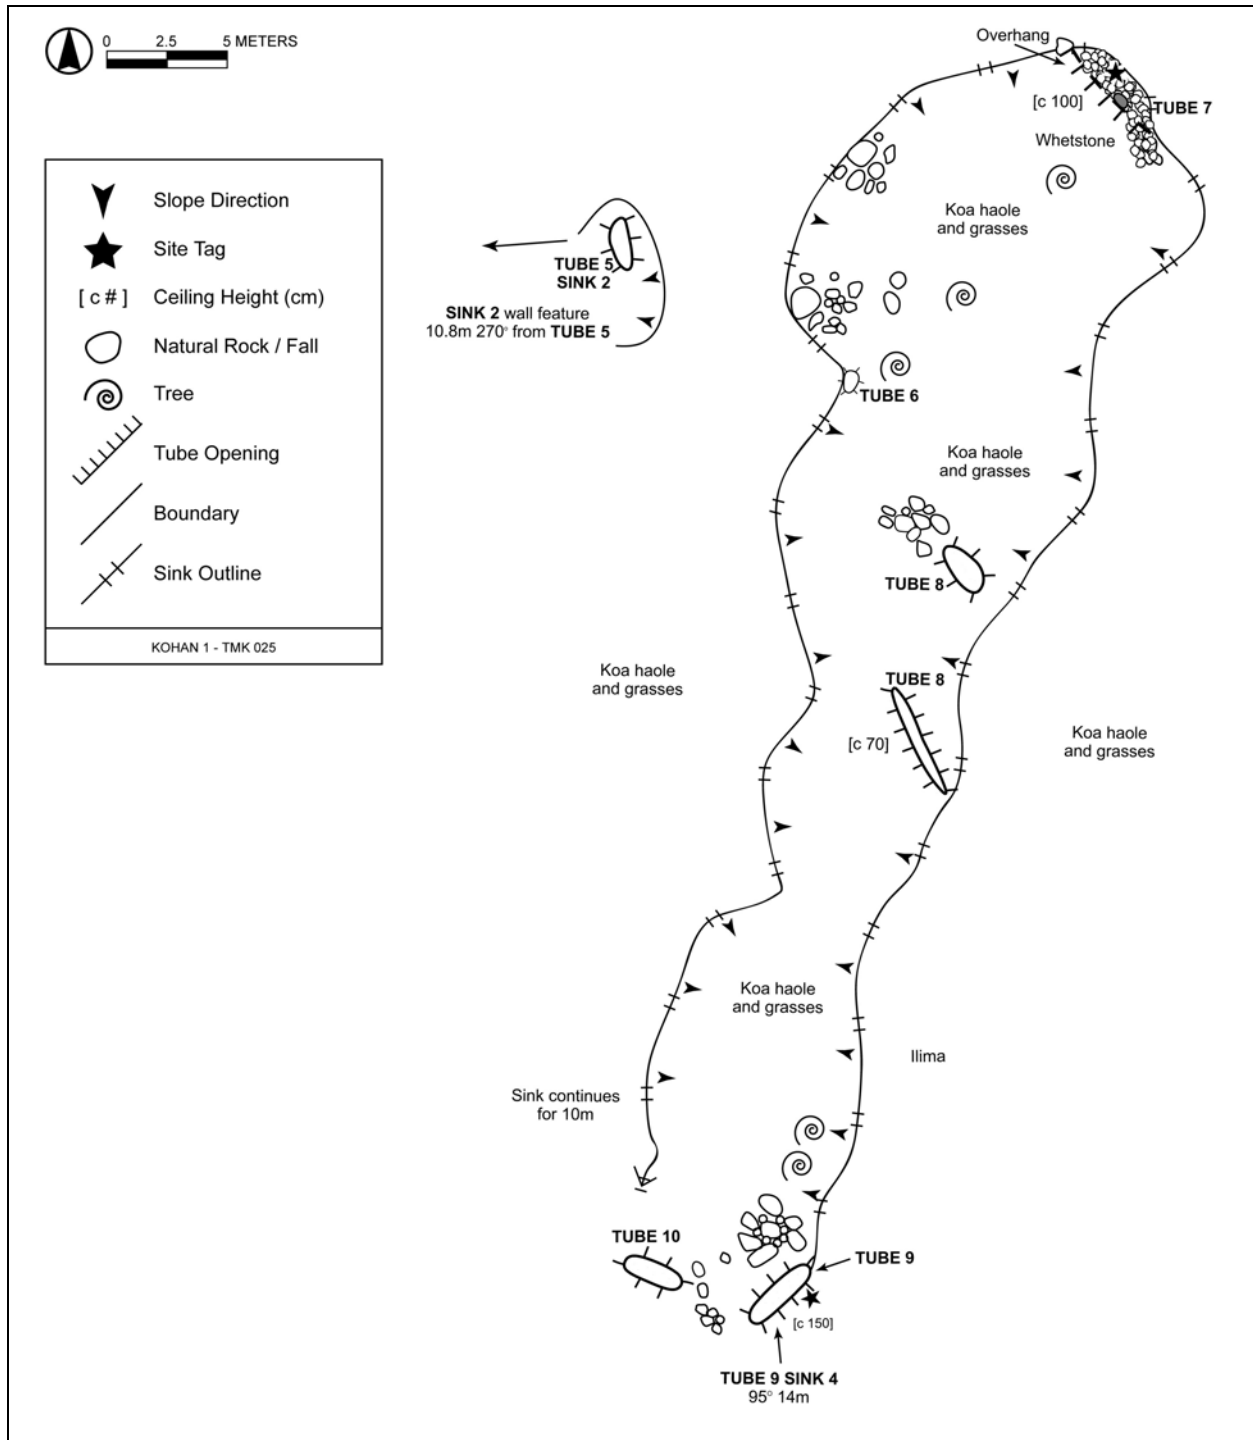 0 2.5 5 METERS
Slope Direction
Site Tag
[ c # ] Ceiling Height (cm)
Natural Rock / Fall
Tree
Tube Opening
Boundary
Sink Outline
KOHAN 1 - TMK 025
Overhang
[c 100]
TUBE 7
Whetstone
Koa haole
and grasses
TUBE 5
SINK 2
SINK 2 wall feature
10.8m 270° from TUBE 5
TUBE 6
Koa haole
and grasses
TUBE 8
Koa haole
and grasses
TUBE 8
[c 70]
Koa haole
and grasses
Koa haole
and grasses
Ilima
Sink continues
for 10m
TUBE 10
TUBE 9
[c 150]
TUBE 9 SINK 4
95° 14m